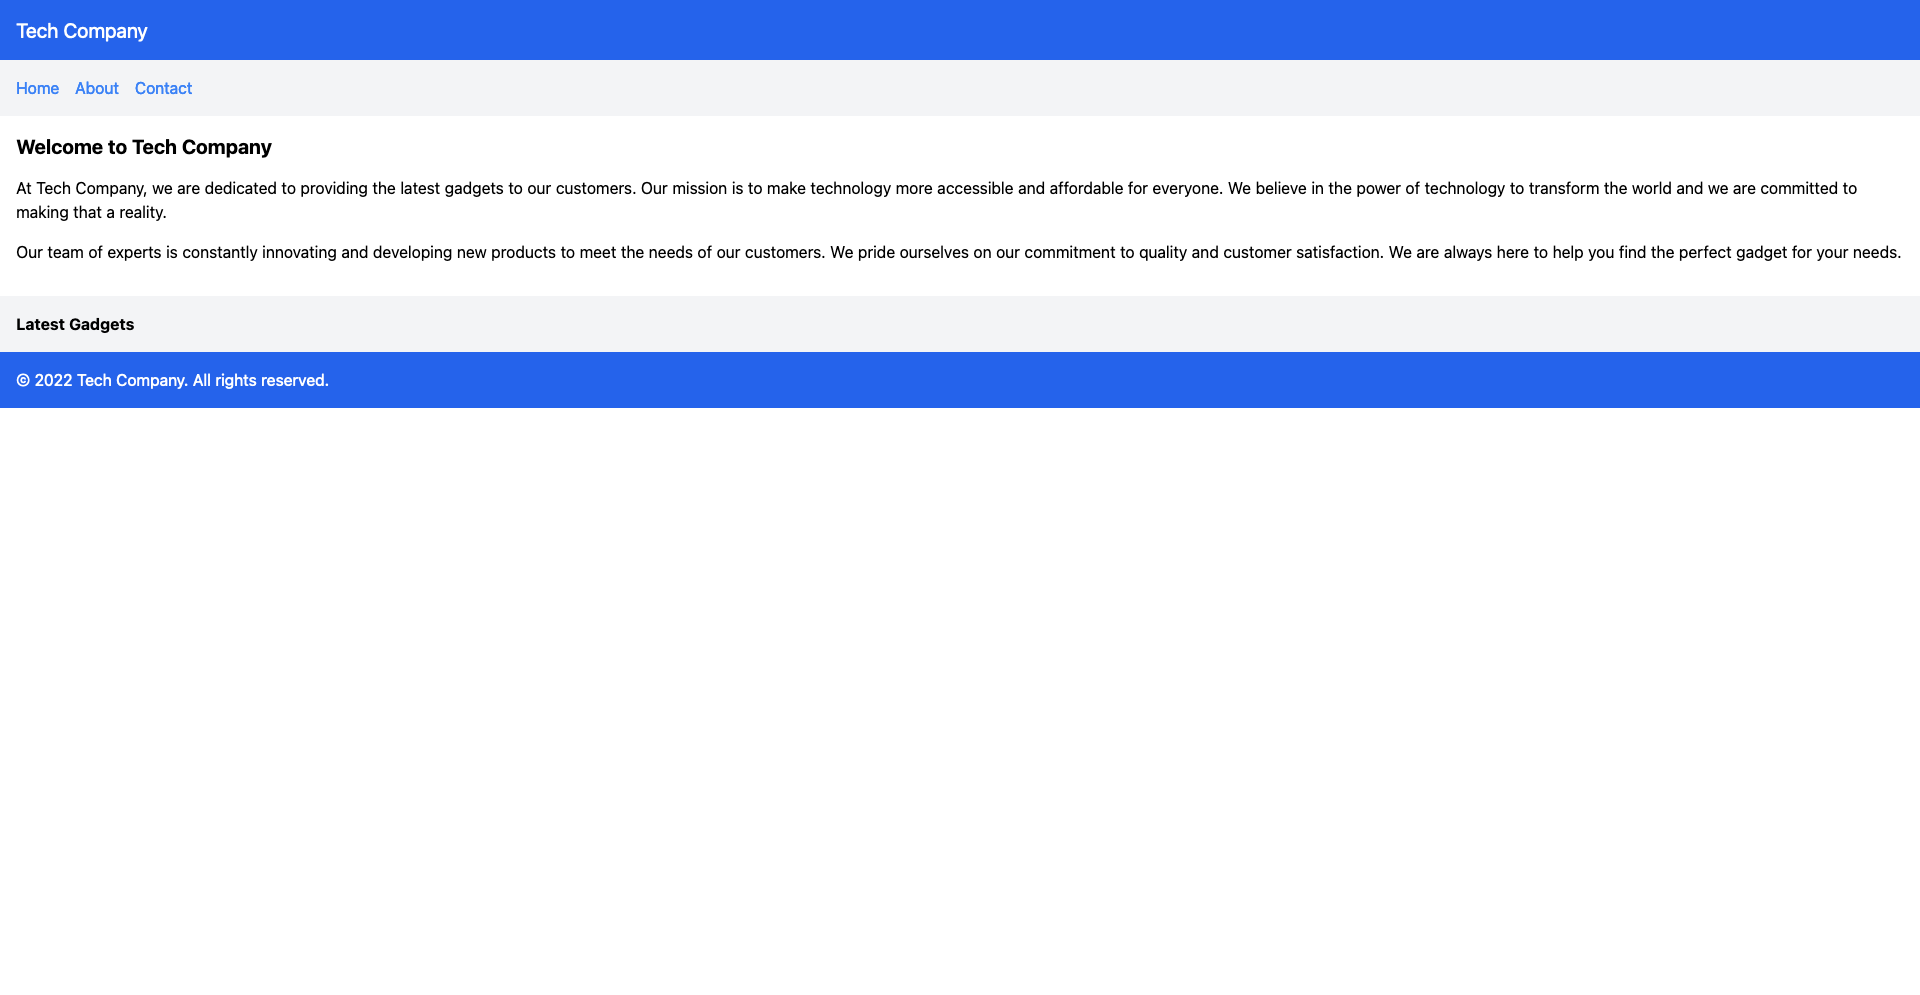 Tech Company
Home About Contact
Welcome to Tech Company
At Tech Company, we are dedicated to providing the latest gadgets to our customers. Our mission is to make technology more accessible and affordable for everyone. We believe in the power of technology to transform the world and we are committed to
making that a reality.
Our team of experts is constantly innovating and developing new products to meet the needs of our customers. We pride ourselves on our commitment to quality and customer satisfaction. We are always here to help you find the perfect gadget for your needs.
Latest Gadgets
© 2022 Tech Company. All rights reserved.